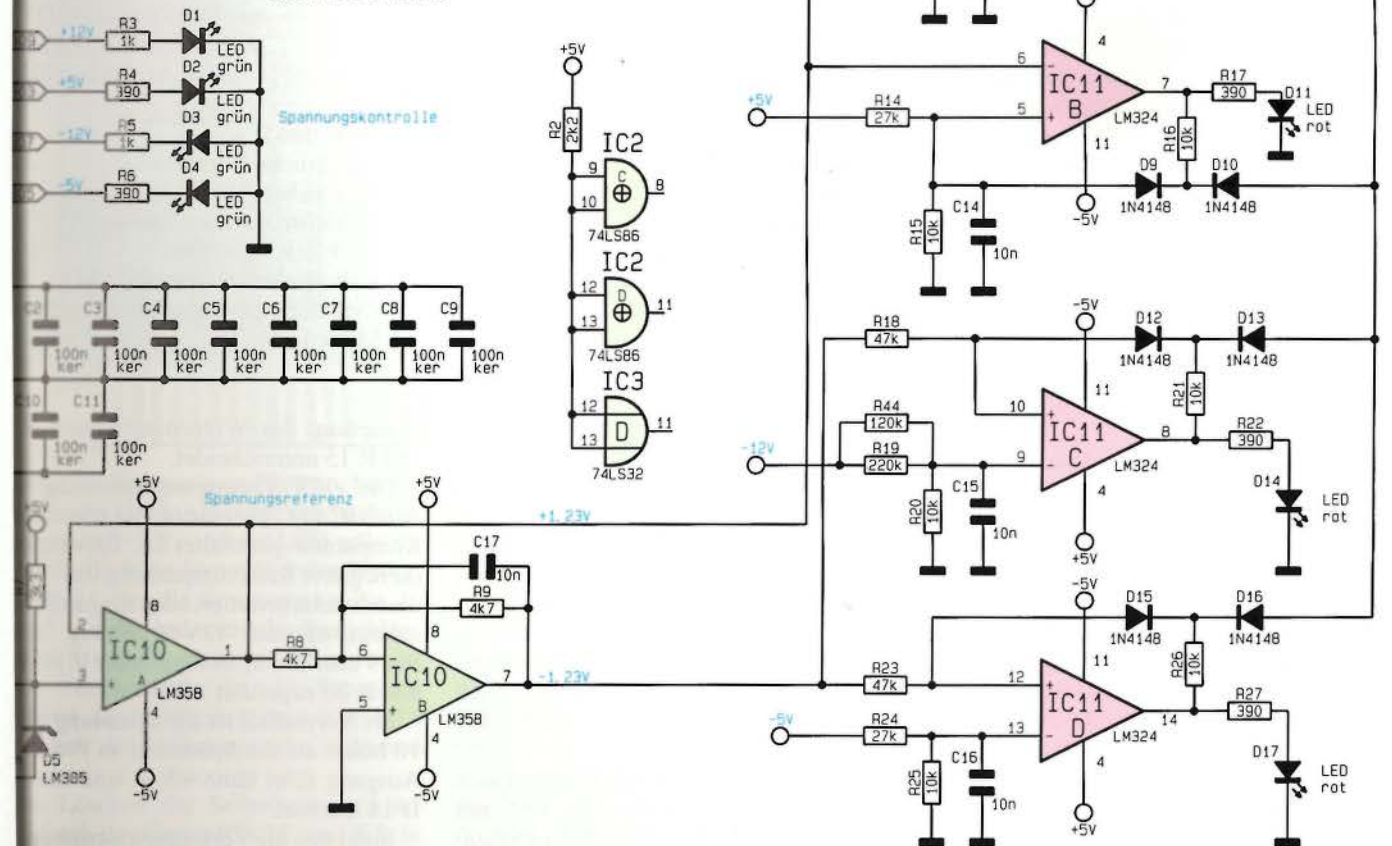 +12V
R3
1k
D1
LED
grün
+5V
R4
390
D2
LED
grün
-12V
R5
1k
D3
LED
grün
-5V
R6
390
D4
LED
grün
Spannungskontrolle
+5V
R2
2k2
IC2
9
C
8
10
74LS86
IC2
12
D
11
13
74LS86
IC3
12
D
11
13
74LS32
C2
C3
C4
C5
C6
C7
C8
C9
100n
ker
100n
ker
100n
ker
100n
ker
100n
ker
100n
ker
100n
ker
100n
ker
C10
C11
100n
ker
100n
ker
Spannungsreferenz
+5V
+5V
+5V
+1,23V
2
-
3
+
8
IC10
A
1
4
LM358
-5V
D5
LM385
R8
4k7
C17
10n
R9
4k7
6
-
5
+
8
IC10
B
7
4
LM358
-5V
-1,23V
4
6
-
5
+
IC11
B
7
LM324
11
-5V
+5V
R14
27k
R15
10k
C14
10n
R16
10k
R17
390
D11
LED
rot
D9
1N4148
D10
1N4148
R18
47k
-5V
11
D12
1N4148
D13
1N4148
R21
10k
10
+
9
-
IC11
C
8
LM324
4
+5V
R22
390
D14
LED
rot
-12V
R44
120k
R19
220k
R20
10k
C15
10n
-5V
11
D15
1N4148
D16
1N4148
R26
10k
R23
47k
12
+
13
-
IC11
D
14
LM324
4
+5V
R27
390
D17
LED
rot
-5V
R24
27k
R25
10k
C16
10n